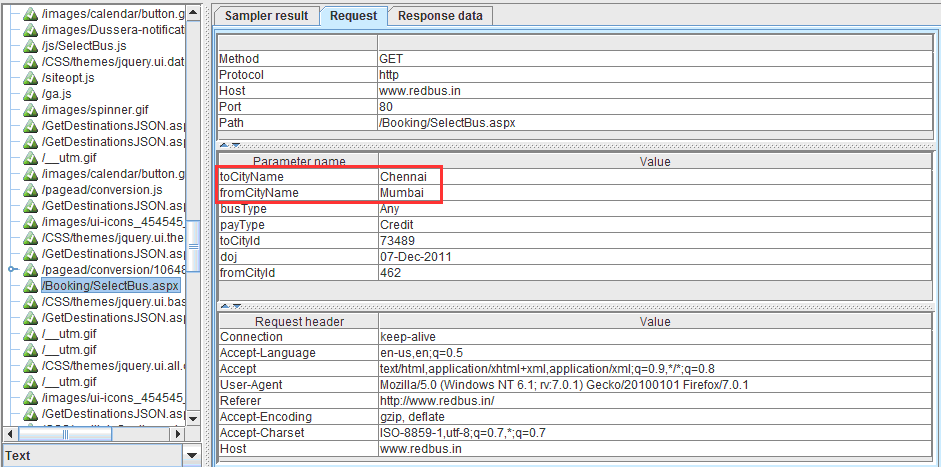 /images/calendar/button.g
/images/Dussera-notificat
/js/SelectBus.js
/CSS/themes/jquery.ui.dat
/siteopt.js
/ga.js
/images/spinner.gif
/GetDestinationsJSON.asp
/GetDestinationsJSON.asp
/__utm.gif
/images/calendar/button.g
/pagead/conversion.js
/GetDestinationsJSON.asp
/images/ui-icons_454545_
/CSS/themes/jquery.ui.the
/GetDestinationsJSON.asp
/pagead/conversion/10648
/Booking/SelectBus.aspx
/CSS/themes/jquery.ui.bas
/GetDestinationsJSON.asp
/__utm.gif
/__utm.gif
/CSS/themes/jquery.ui.all.c
/__utm.gif
/images/ui-icons_454545_
/GetDestinationsJSON.asp
Text
Sampler result Request Response data
Method GET
Protocol http
Host www.redbus.in
Port 80
Path /Booking/SelectBus.aspx
Parameter name Value
toCityName Chennai
fromCityName Mumbai
busType Any
payType Credit
toCityId 73489
doj 07-Dec-2011
fromCityId 462
Request header Value
Connection keep-alive
Accept-Language en-us,en;q=0.5
Accept text/html,application/xhtml+xml,application/xml;q=0.9,*/*;q=0.8
User-Agent Mozilla/5.0 (Windows NT 6.1; rv:7.0.1) Gecko/20100101 Firefox/7.0.1
Referer http://www.redbus.in/
Accept-Encoding gzip, deflate
Accept-Charset ISO-8859-1,utf-8;q=0.7,*;q=0.7
Host www.redbus.in